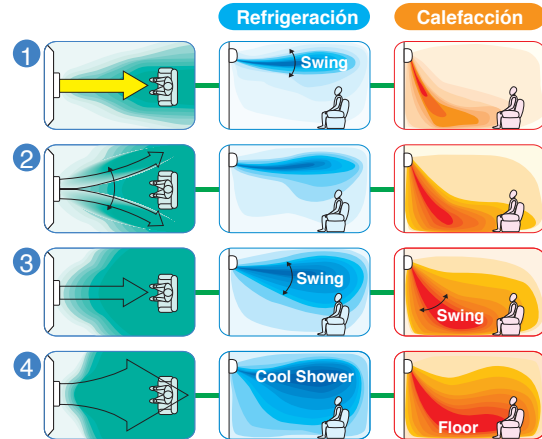 Refrigeración
Calefacción
1
Swing
2
3
Swing
Swing
4
Cool Shower
Floor